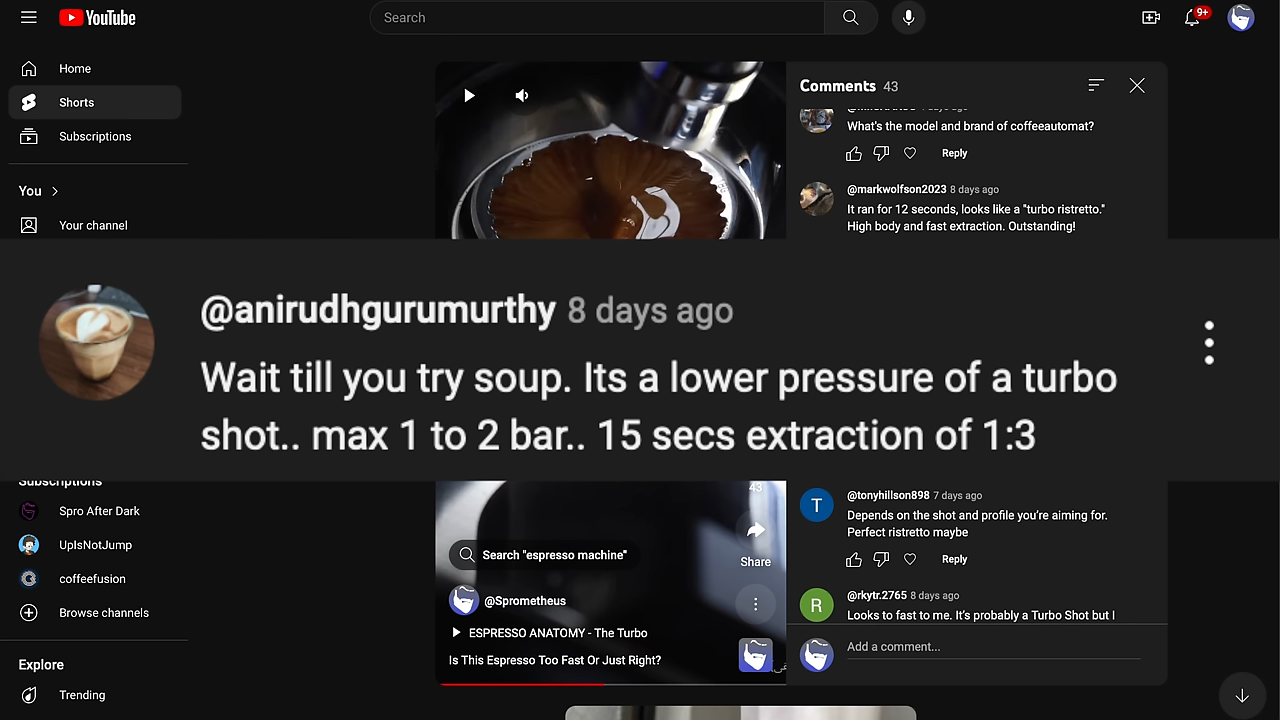 YouTube
Search
9+
Home
Shorts
Subscriptions
You
Your channel
Comments 43
What's the model and brand of coffeeautomat?
Reply
@markwolfson2023 8 days ago
It ran for 12 seconds, looks like a "turbo ristretto."
High body and fast extraction. Outstanding!
@anirudhgurumurthy 8 days ago
Wait till you try soup. Its a lower pressure of a turbo
shot.. max 1 to 2 bar.. 15 secs extraction of 1:3
Subscriptions
Spro After Dark
UpIsNotJump
coffeefusion
Browse channels
Explore
Trending
43
Search "espresso machine"
Share
@Sprometheus
ESPRESSO ANATOMY - The Turbo
Is This Espresso Too Fast Or Just Right?
T
@tonyhillson898 7 days ago
Depends on the shot and profile you're aiming for.
Perfect ristretto maybe
Reply
R
@rkytr.2765 8 days ago
Looks to fast to me. It's probably a Turbo Shot but I
Add a comment...